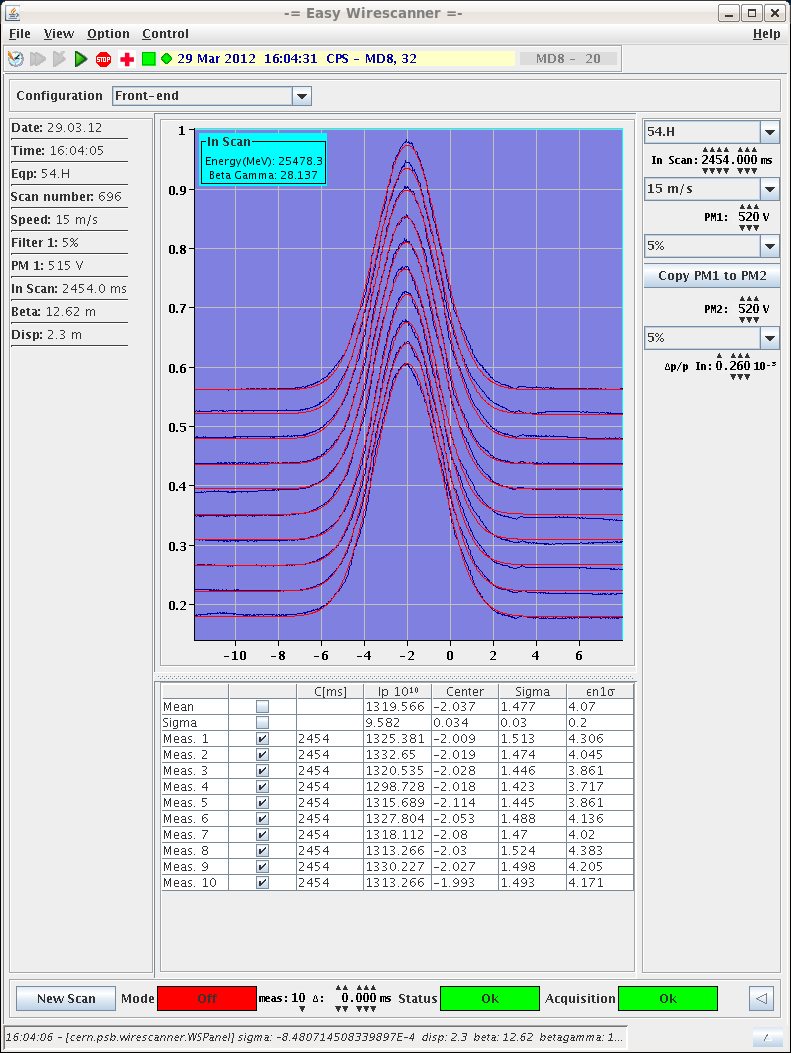 -= Easy Wirescanner =-
File View Option Control Help
STOP 29 Mar 2012 16:04:31 CPS - MD8, 32 MD8 - 20
Configuration Front-end
Date: 29.03.12
Time: 16:04:05
Eqp: 54.H
Scan number: 696
Speed: 15 m/s
Filter 1: 5%
PM 1: 515 V
In Scan: 2454.0 ms
Beta: 12.62 m
Disp: 2.3 m
In Scan
Energy(MeV): 25478.3
Beta Gamma: 28.137
1
0.9
0.8
0.7
0.6
0.5
0.4
0.3
0.2
-10 -8 -6 -4 -2 0 2 4 6
54.H
In Scan: 2454.000 ms
15 m/s
PM1: 520 V
5%
Copy PM1 to PM2
PM2: 520 V
5%
Δp/p In: 0.260 10⁻³
C[ms] Ip 10¹⁰ Center Sigma εn1σ
Mean 1319.566 -2.037 1.477 4.07
Sigma 9.582 0.034 0.03 0.2
Meas. 1 2454 1325.381 -2.009 1.513 4.306
Meas. 2 2454 1332.65 -2.019 1.474 4.045
Meas. 3 2454 1320.535 -2.028 1.446 3.861
Meas. 4 2454 1298.728 -2.018 1.423 3.717
Meas. 5 2454 1315.689 -2.114 1.445 3.861
Meas. 6 2454 1327.804 -2.053 1.488 4.136
Meas. 7 2454 1318.112 -2.08 1.47 4.02
Meas. 8 2454 1313.266 -2.03 1.524 4.383
Meas. 9 2454 1330.227 -2.027 1.498 4.205
Meas. 10 2454 1313.266 -1.993 1.493 4.171
New Scan Mode Off meas: 10 Δ: 0.000 ms Status Ok Acquisition Ok
16:04:06 - [cern.psb.wirescanner.WSPanel] sigma: -8.480714508339897E-4 disp: 2.3 beta: 12.62 betagamma: 1...